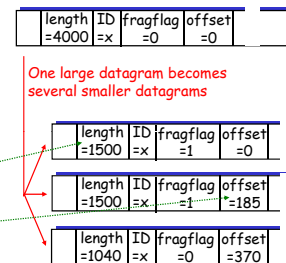 length ID fragflag offset
=4000 =x =0 =0
One large datagram becomes
several smaller datagrams
length ID fragflag offset
=1500 =x =1 =0
length ID fragflag offset
=1500 =x =1 =185
length ID fragflag offset
=1040 =x =0 =370